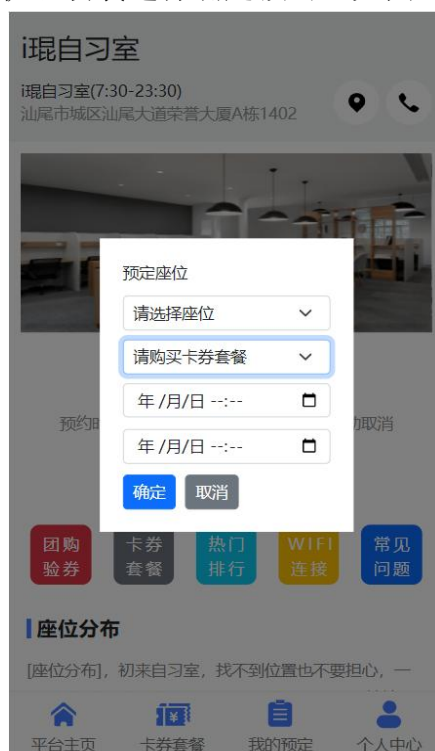 i琨自习室
i琨自习室(7:30-23:30)
汕尾市城区汕尾大道荣誉大厦A栋1402
预定座位
请选择座位
请购买卡券套餐
年 /月/日 --:--
预约时
动取消
年 /月/日 --:--
确定
取消
团购
验券
卡券
套餐
热门
排行
WIFI
连接
常见
问题
座位分布
[座位分布]，初来自习室，找不到位置也不要担心，一
平台主页
卡券套餐
我的预定
个人中心